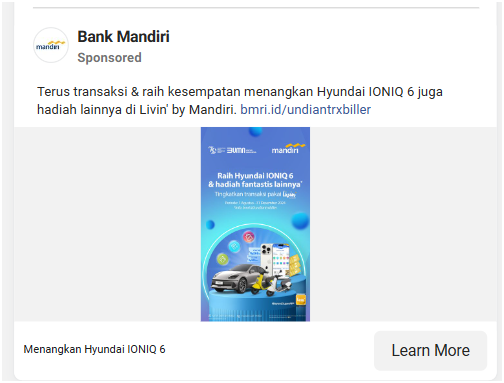 mandiri
Bank Mandiri
Sponsored
Terus transaksi & raih kesempatan menangkan Hyundai IONIQ 6 juga
hadiah lainnya di Livin' by Mandiri. bmri.id/undiantrxbiller
BUMN
mandiri
Raih Hyundai IONIQ 6
& hadiah fantastis lainnya*
Tingkatkan transaksi pakai Livin'
Menangkan Hyundai IONIQ 6
Learn More